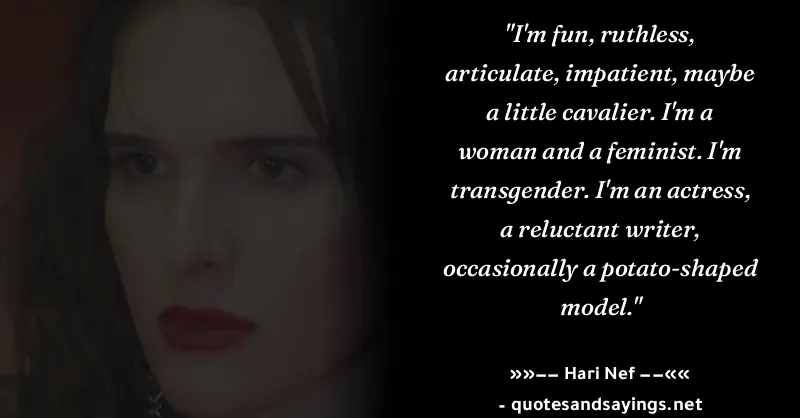 "I'm fun, ruthless,
articulate, impatient, maybe
a little cavalier. I'm a
woman and a feminist. I'm
transgender. I'm an actress,
a reluctant writer,
occasionally a potato-shaped
model."
»»–– Hari Nef ––««
- quotesandsayings.net